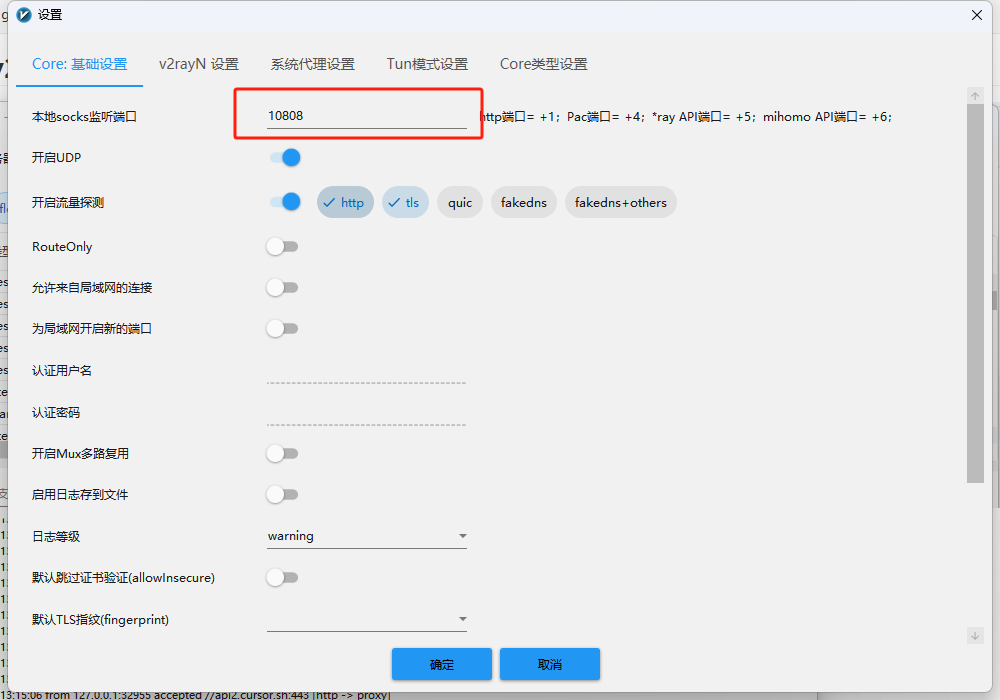 设置
Core: 基础设置 v2rayN 设置 系统代理设置 Tun模式设置 Core类型设置
本地socks监听端口 10808 http端口= +1; Pac端口= +4; *ray API端口= +5; mihomo API端口= +6;
开启UDP
开启流量探测 http tls quic fakedns fakedns+others
RouteOnly
允许来自局域网的连接
为局域网开启新的端口
认证用户名
认证密码
开启Mux多路复用
启用日志存到文件
日志等级 warning
默认跳过证书验证(allowInsecure)
默认TLS指纹(fingerprint)
确定 取消
13:15:06 from 127.0.0.1:32955 accepted //api2.cursor.sh:443 [http -> proxy]